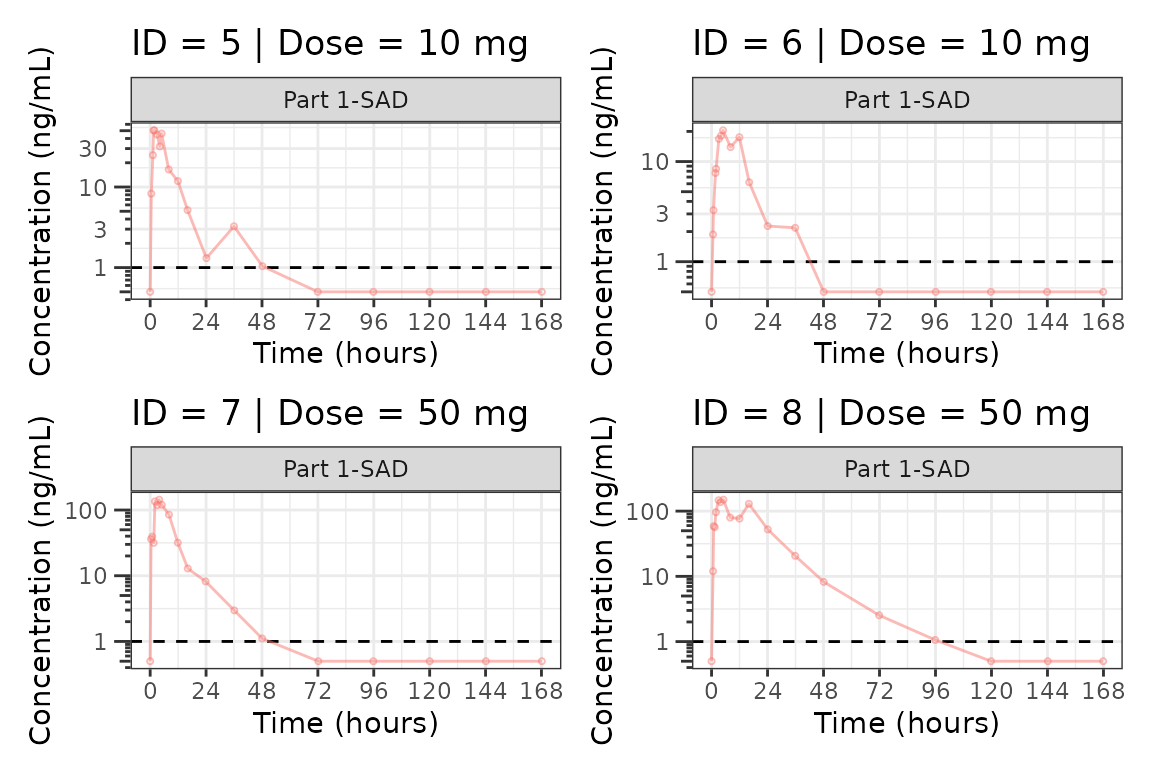 ID = 5 | Dose = 10 mg
Part 1-SAD
Concentration (ng/mL)
30
10
3
1
0 24 48 72 96 120 144 168
Time (hours)
ID = 6 | Dose = 10 mg
Part 1-SAD
Concentration (ng/mL)
10
3
1
0 24 48 72 96 120 144 168
Time (hours)
ID = 7 | Dose = 50 mg
Part 1-SAD
Concentration (ng/mL)
100
10
1
0 24 48 72 96 120 144 168
Time (hours)
ID = 8 | Dose = 50 mg
Part 1-SAD
Concentration (ng/mL)
100
10
1
0 24 48 72 96 120 144 168
Time (hours)